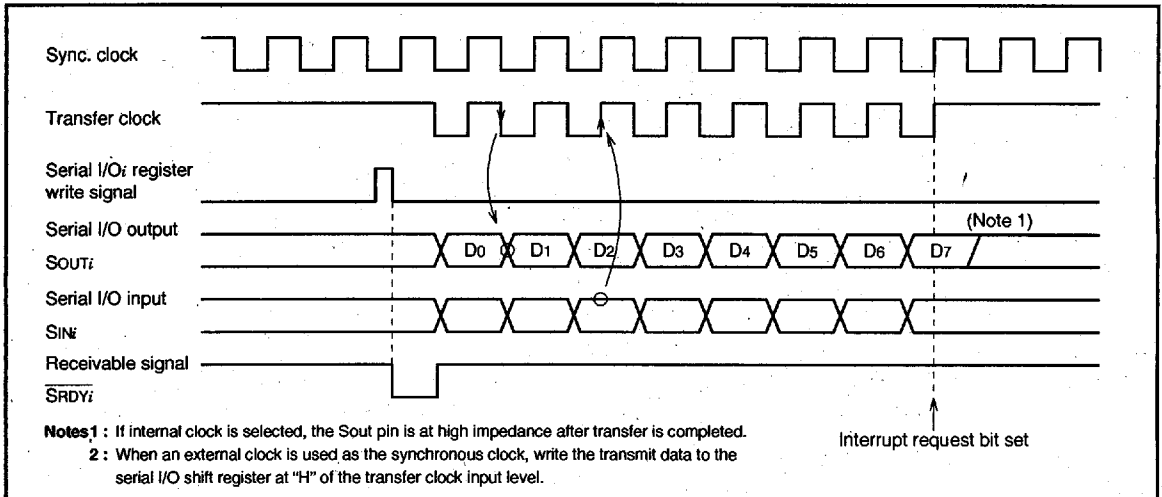 Sync. clock
Transfer clock
Serial I/Oi register
write signal
Serial I/O output
SOUTi
D0 D1 D2 D3 D4 D5 D6 D7
(Note 1)
Serial I/O input
SINi
Receivable signal
SRDYi
Interrupt request bit set
Notes1 : If internal clock is selected, the Sout pin is at high impedance after transfer is completed.
2 : When an external clock is used as the synchronous clock, write the transmit data to the
serial I/O shift register at "H" of the transfer clock input level.